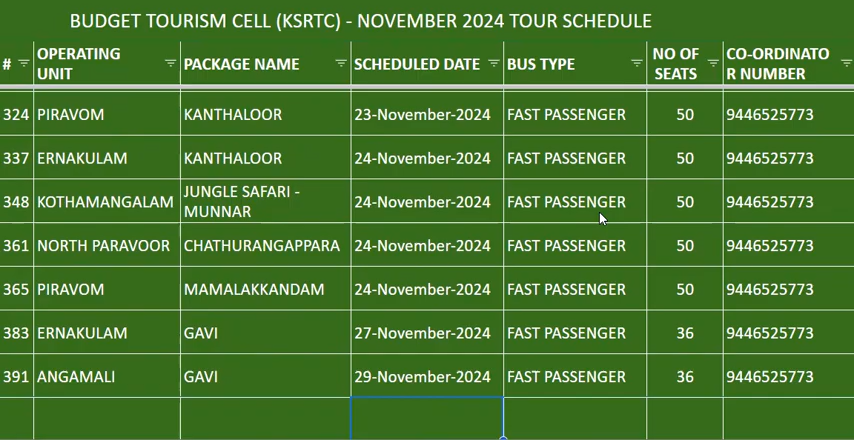 BUDGET TOURISM CELL (KSRTC) - NOVEMBER 2024 TOUR SCHEDULE
# OPERATING UNIT PACKAGE NAME SCHEDULED DATE BUS TYPE NO OF SEATS CO-ORDINATO R NUMBER
324 PIRAVOM KANTHALOOR 23-November-2024 FAST PASSENGER 50 9446525773
337 ERNAKULAM KANTHALOOR 24-November-2024 FAST PASSENGER 50 9446525773
348 KOTHAMANGALAM JUNGLE SAFARI - MUNNAR 24-November-2024 FAST PASSENGER 50 9446525773
361 NORTH PARAVOOR CHATHURANGAPPARA 24-November-2024 FAST PASSENGER 50 9446525773
365 PIRAVOM MAMALAKKANDAM 24-November-2024 FAST PASSENGER 50 9446525773
383 ERNAKULAM GAVI 27-November-2024 FAST PASSENGER 36 9446525773
391 ANGAMALI GAVI 29-November-2024 FAST PASSENGER 36 9446525773